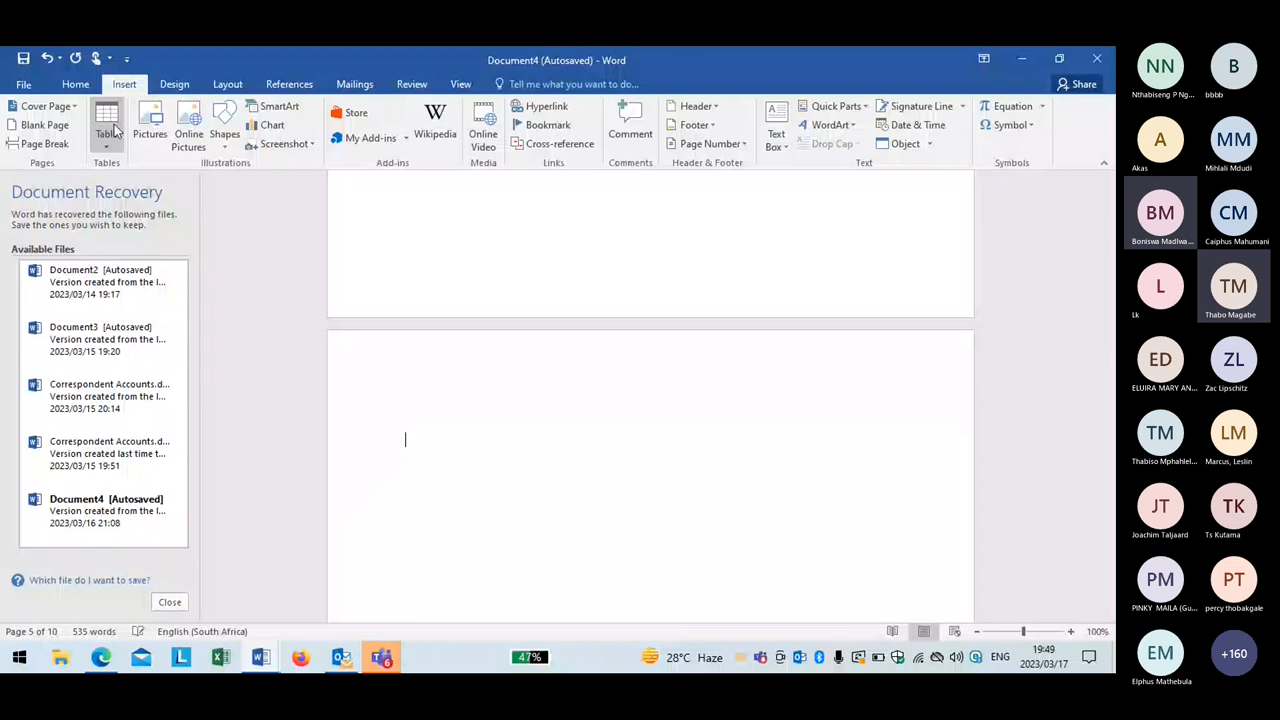 Document4 (Autosaved) - Word
File Home Insert Design Layout References Mailings Review View Tell me what you want to do... Share
Cover Page
Blank Page
Page Break
Pages
Table
Tables
Pictures
Online Pictures
Shapes
SmartArt
Chart
Screenshot
Illustrations
Store
My Add-ins
Wikipedia
Add-ins
Online Video
Media
Hyperlink
Bookmark
Cross-reference
Links
Comment
Comments
Header
Footer
Page Number
Header & Footer
Text Box
Quick Parts
WordArt
Drop Cap
Signature Line
Date & Time
Object
Text
Equation
Symbol
Symbols
Document Recovery
Word has recovered the following files.
Save the ones you wish to keep.
Available Files
Document2 [Autosaved]
Version created from the l...
2023/03/14 19:17
Document3 [Autosaved]
Version created from the l...
2023/03/15 19:20
Correspondent Accounts.d...
Version created from the l...
2023/03/15 20:14
Correspondent Accounts.d...
Version created last time t...
2023/03/15 19:51
Document4 [Autosaved]
Version created from the l...
2023/03/16 21:08
Which file do I want to save?
Close
Page 5 of 10 535 words English (South Africa) 100%
47% 28°C Haze ENG 19:49
2023/03/17
NN
Nthabiseng P Ng...
B
bbbb
A
Akas
MM
Mihlali Mdudi
BM
Boniswa Madlwa...
CM
Caiphus Mahumani
L
Lk
TM
Thabo Magabe
ED
ELUIRA MARY AN...
ZL
Zac Lipschitz
TM
Thabiso Mphahlel...
LM
Marcus, Leslin
JT
Joachim Taljaard
TK
Ts Kutama
PM
PINKY MAILA (Gu...
PT
percy thobakgale
EM
Elphus Mathebula
+160